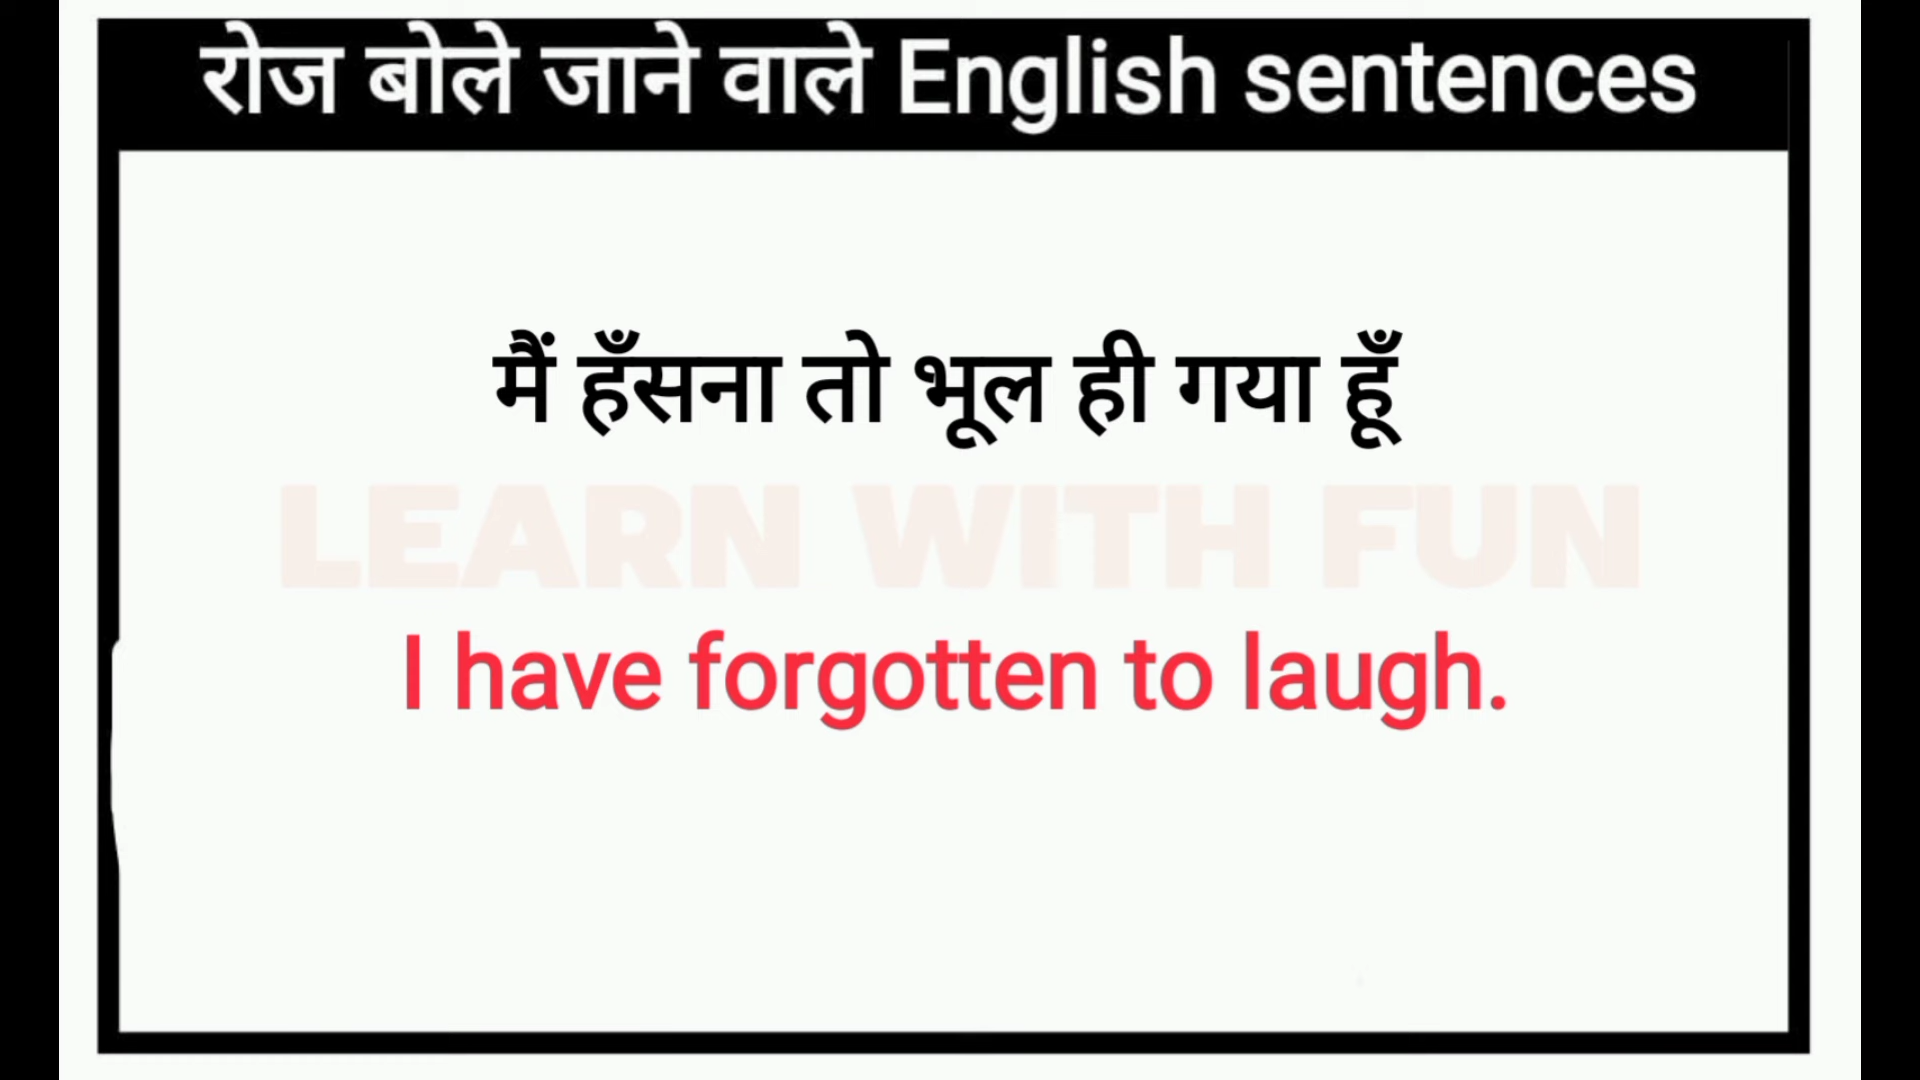 रोज बोले जाने वाले English sentences
मैं हँसना तो भूल ही गया हूँ
LEARN WITH FUN
I have forgotten to laugh.